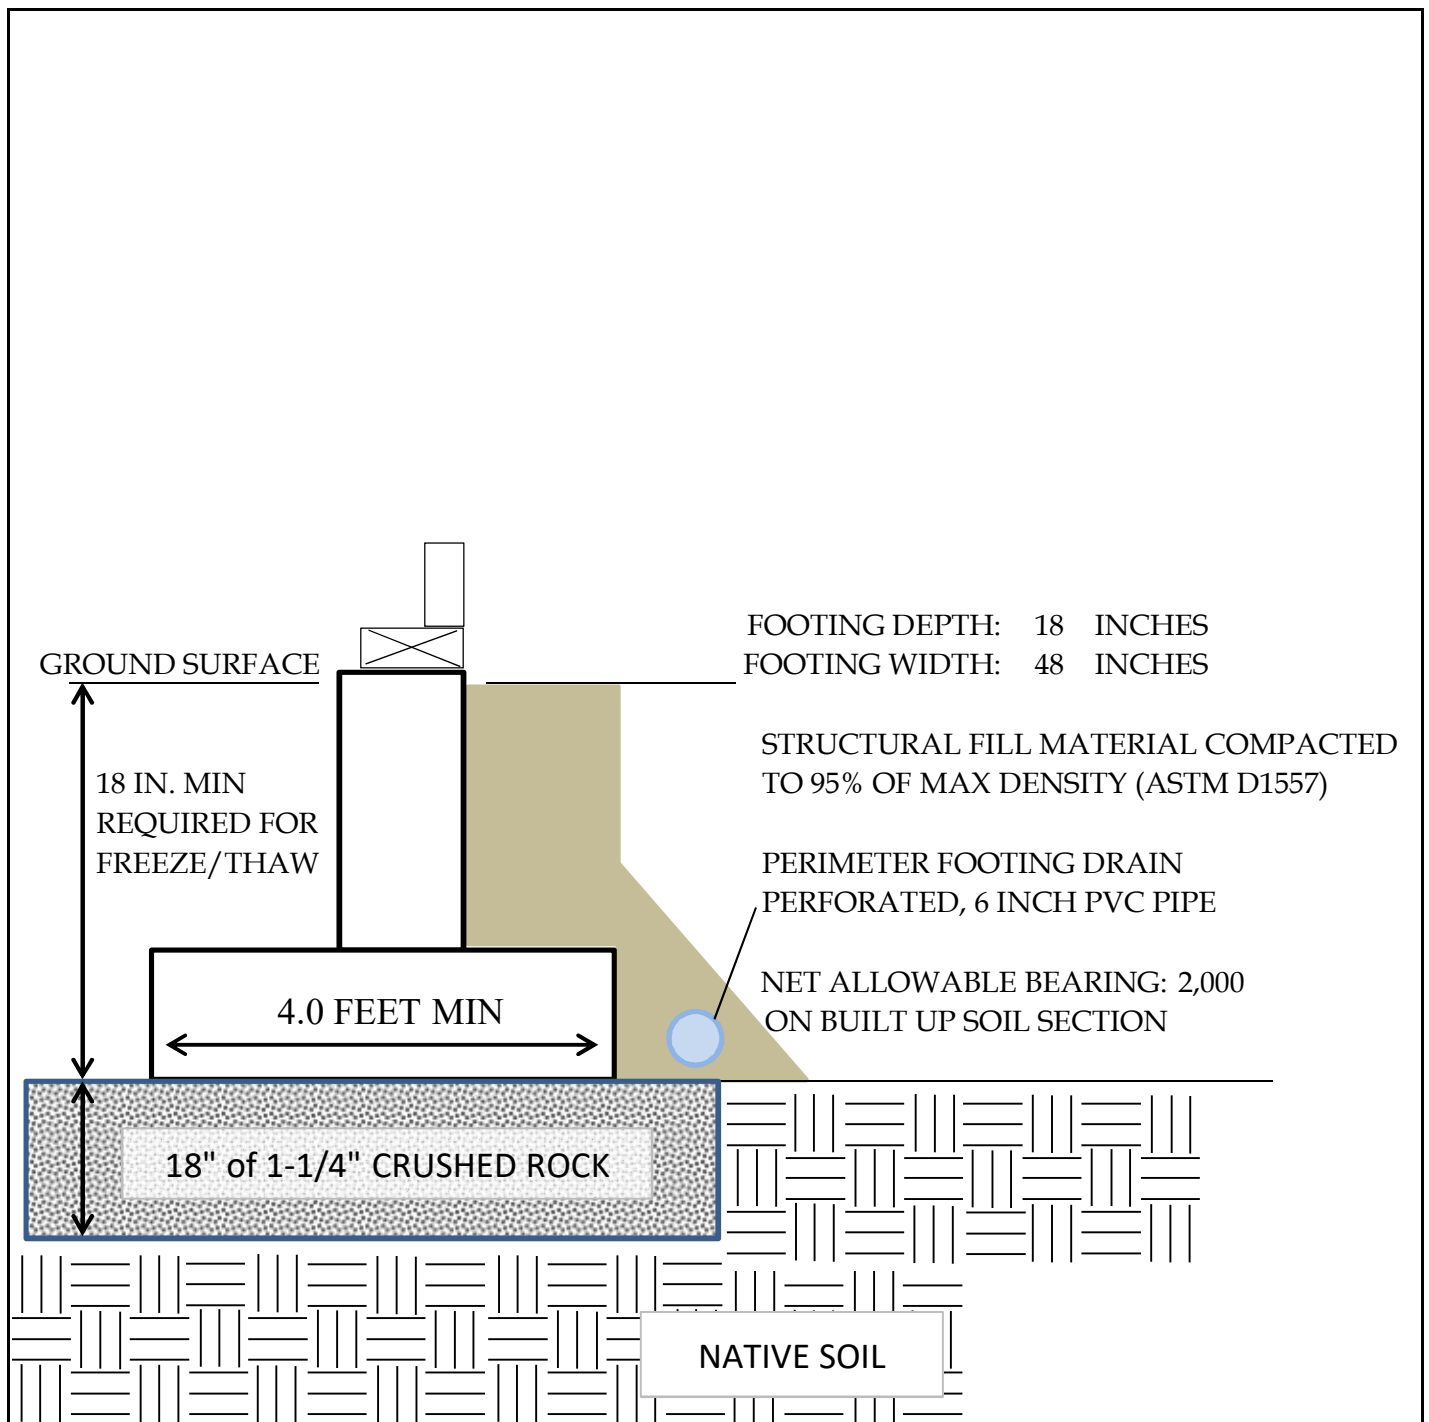 FOOTING DEPTH: 18 INCHES
GROUND SURFACE
FOOTING WIDTH: 48 INCHES
STRUCTURAL FILL MATERIAL COMPACTED
TO 95% OF MAX DENSITY (ASTM D1557)
18 IN. MIN
REQUIRED FOR
FREEZE/THAW
PERIMETER FOOTING DRAIN
PERFORATED, 6 INCH PVC PIPE
NET ALLOWABLE BEARING: 2,000
ON BUILT UP SOIL SECTION
4.0 FEET MIN
18" of 1-1/4" CRUSHED ROCK
NATIVE SOIL